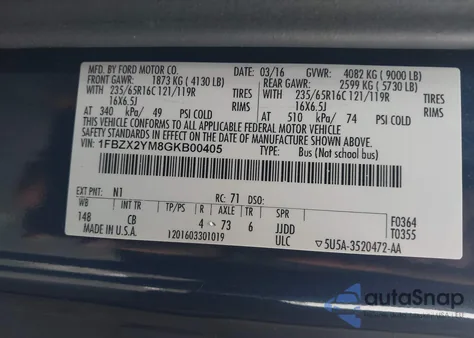 MFD. BY FORD MOTOR CO. DATE: 03/16 GVWR: 4082 KG ( 9000 LB)
FRONT GAWR: 1873 KG ( 4130 LB) REAR GAWR: 2599 KG ( 5730 LB)
235/65R16C 121/119R TIRES 235/65R16C 121/119R TIRES
16X6.5J RIMS 16X6.5J RIMS
AT 340 kPa/ 49 PSI COLD AT 510 kPa/ 74 PSI COLD
THIS VEHICLE CONFORMS TO ALL APPLICABLE FEDERAL MOTOR VEHICLE
SAFETY STANDARDS IN EFFECT ON THE DATE OF MANUFACTURE SHOWN ABOVE.
VIN: 1FBZX2YM8GKB00405 TYPE: Bus (Not school bus)
EXT PNT: N1 RC: 71 DSO:
WB TP/PS R AXLE TR SPR F0364
148 CB 4 73 6 JJDD T0355
MADE IN U.S.A. 1201603301019 ULC 5U5A-3520472-AA
autoSnap